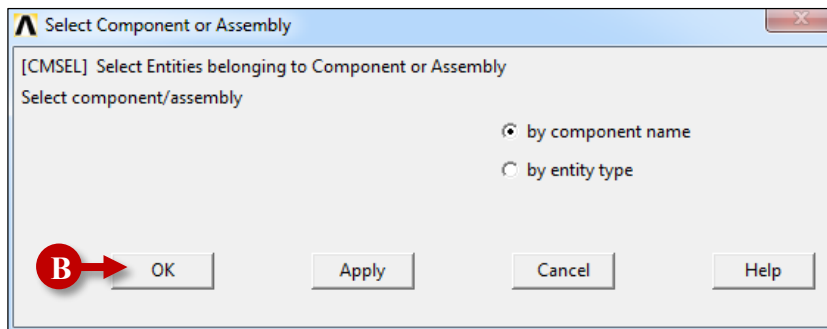 Select Component or Assembly
[CMSEL] Select Entities belonging to Component or Assembly
Select component/assembly
by component name
by entity type
B OK Apply Cancel Help